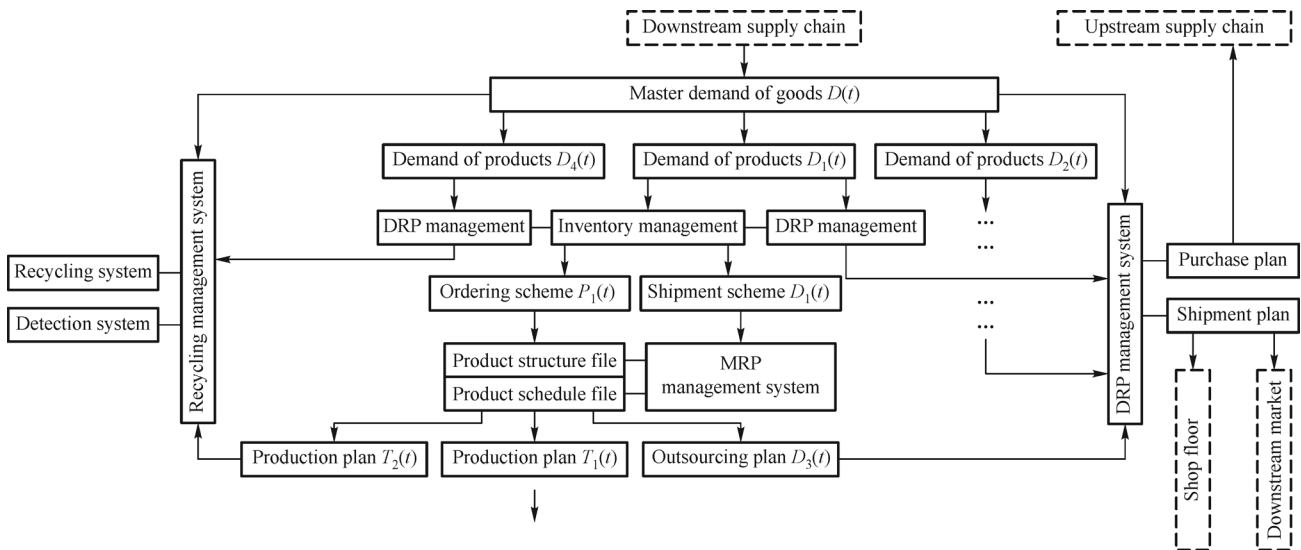 Downstream supply chain
Upstream supply chain
Master demand of goods D(t)
Demand of products D₄(t)
Demand of products D₁(t)
Demand of products D₂(t)
Recycling management system
DRP management
Inventory management
DRP management
...
...
DRP management system
Recycling system
Purchase plan
Ordering scheme P₁(t)
Shipment scheme D₁(t)
...
...
Detection system
Shipment plan
Product structure file
MRP
management system
Product schedule file
Shop floor
Downstream market
Production plan T₂(t)
Production plan T₁(t)
Outsourcing plan D₃(t)